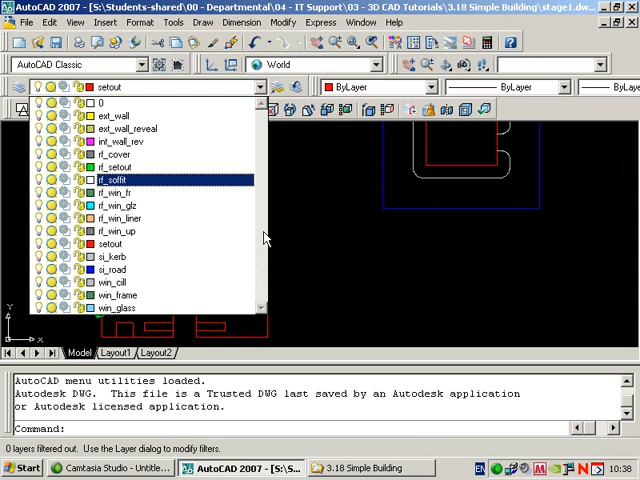 AutoCAD 2007 - [S:\Students-shared\00 - Departmental\04 - IT Support\03 - 3D CAD Tutorials\3.18 Simple Building\stage1.dw...
File Edit View Insert Format Tools Draw Dimension Modify Express Window Help
AutoCAD Classic World
setout ByLayer ByLayer ByLayer
0
ext_wall
ext_wall_reveal
int_wall_rev
rf_cover
rf_setout
rf_soffit
rf_win_fr
rf_win_glz
rf_win_liner
rf_win_up
setout
si_kerb
si_road
win_cill
win_frame
win_glass
Y
X
Model Layout1 Layout2
AutoCAD menu utilities loaded.
Autodesk DWG. This file is a Trusted DWG last saved by an Autodesk application
or Autodesk licensed application.
Command:
0 layers filtered out. Use the Layer dialog to modify filters.
Start Camtasia Studio - Untitle... AutoCAD 2007 - [S:\S... 3.18 Simple Building EN 10:38